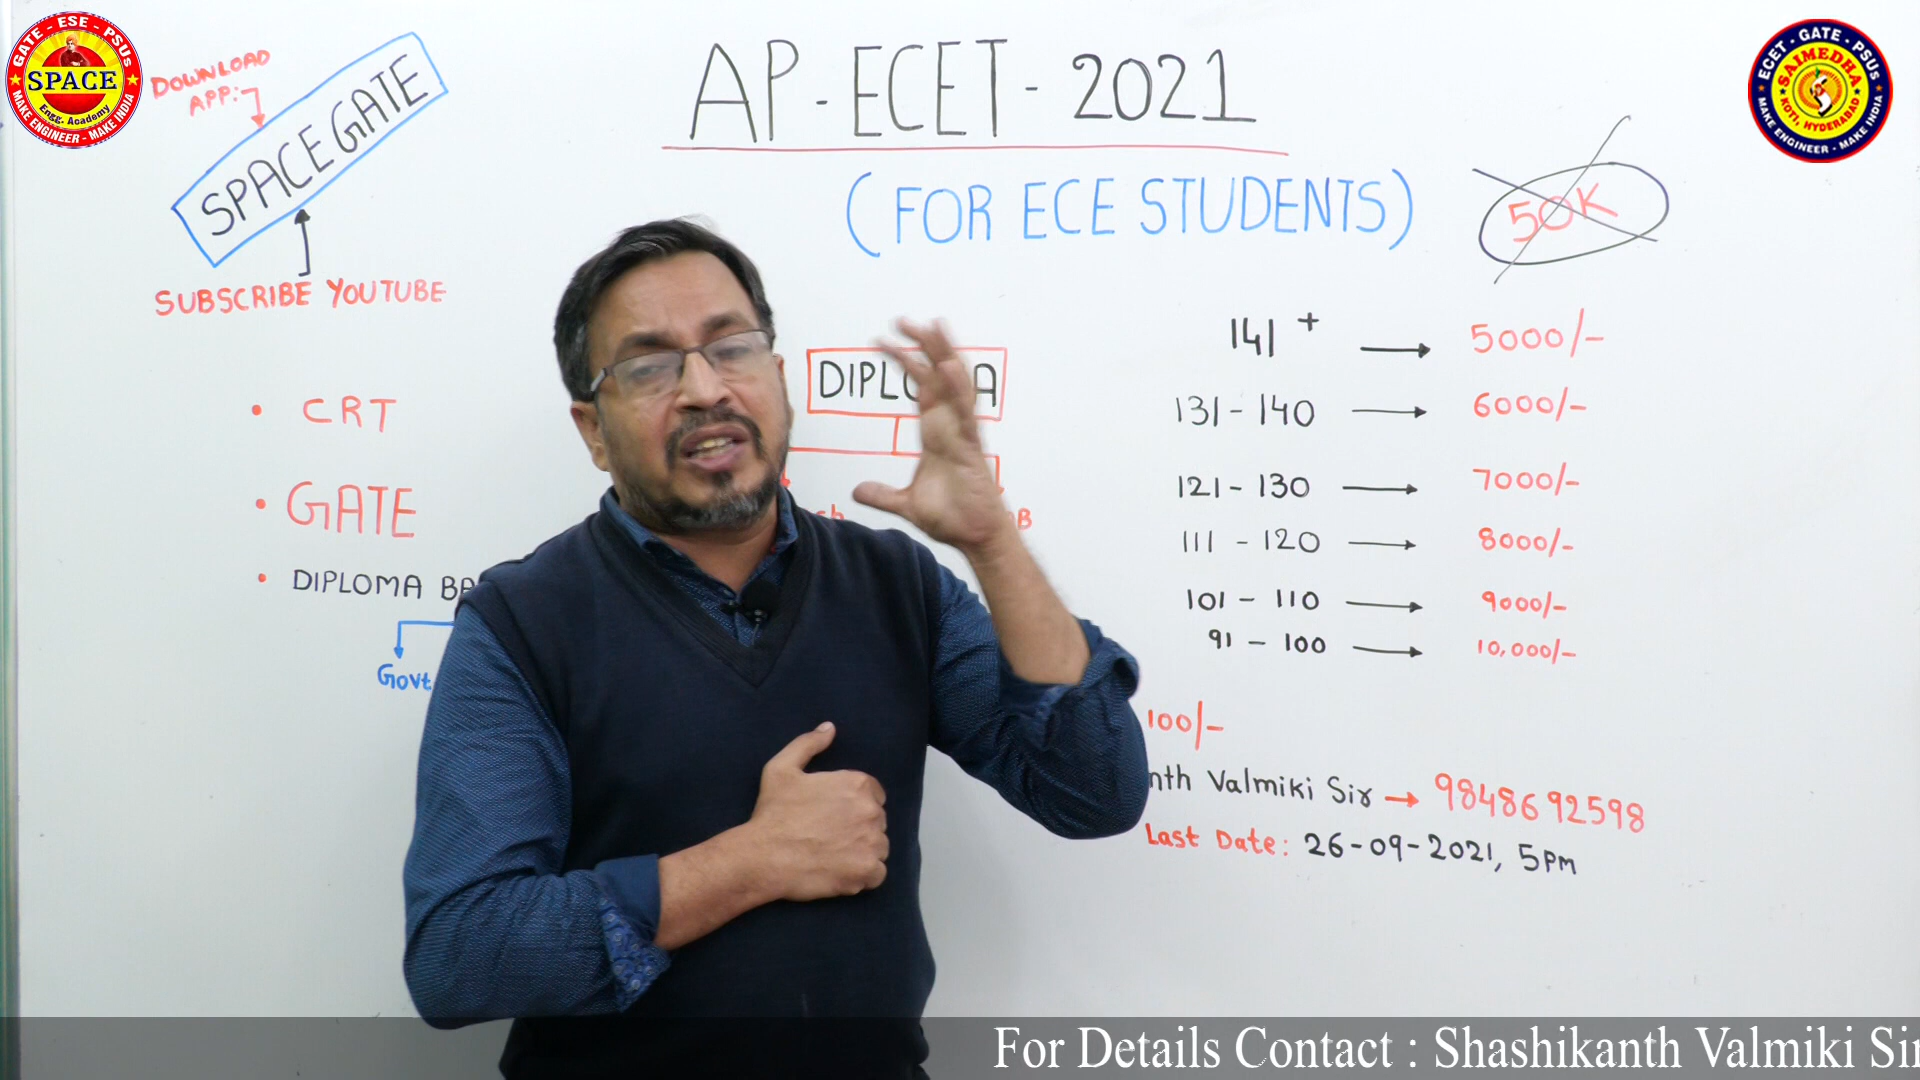 GATE - ESE - PSUs
SPACE
Engg. Academy
MAKE ENGINEER - MAKE INDIA
DOWNLOAD
APP:-
SPACE GATE
SUBSCRIBE YOUTUBE
• CRT
• GATE
• DIPLOMA BA
Govt
AP - ECET - 2021
(FOR ECE STUDENTS)
50K
ECET - GATE - PSUs
SAIMEDHA
KOTI, HYDERABAD
MAKE ENGINEER - MAKE INDIA
141 + → 5000/-
131 - 140 → 6000/-
121 - 130 → 7000/-
111 - 120 → 8000/-
101 - 110 → 9000/-
91 - 100 → 10,000/-
100/-
nth Valmiki Sir → 9848692598
Last Date: 26-09-2021, 5pm
For Details Contact : Shashikanth Valmiki Sir